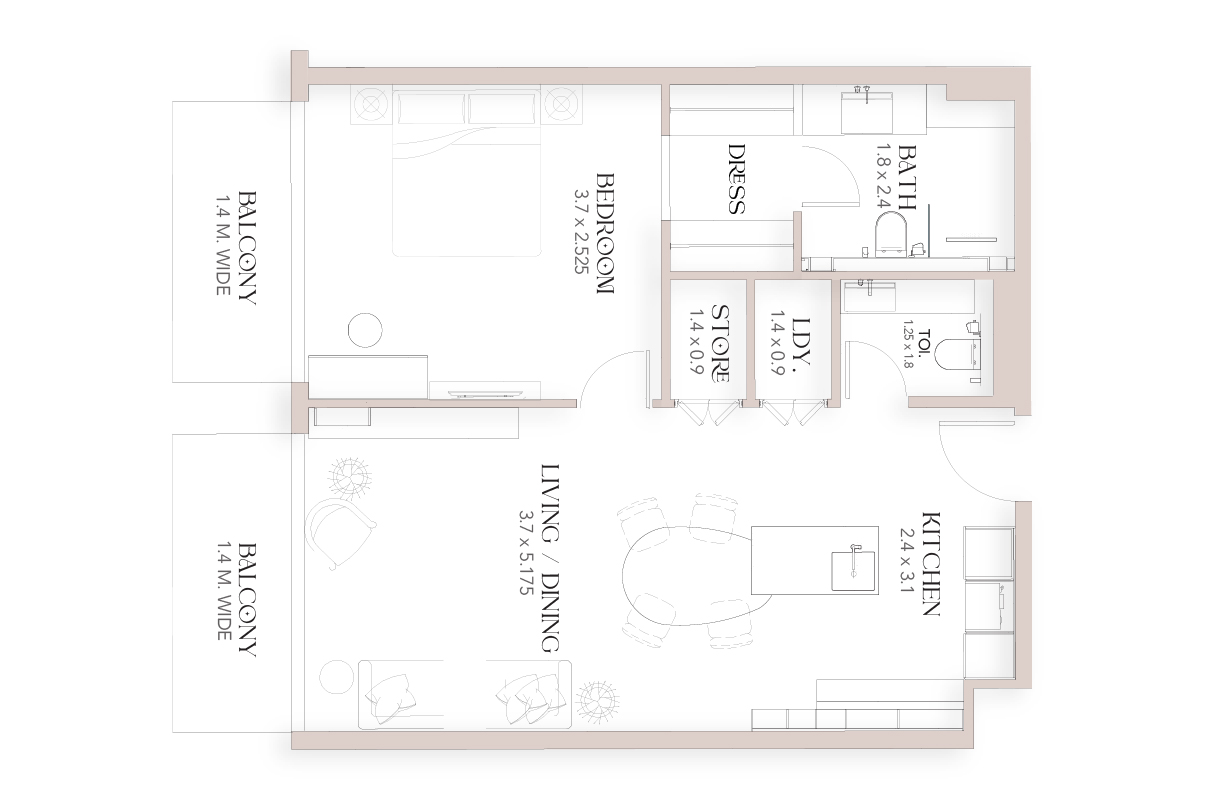 BALCONY
1.4 M. WIDE
BEDROOM
3.7 x 2.525
DRESS
BATH
1.8 x 2.4
STORE
1.4 x 0.9
LDY.
1.4 x 0.9
TOI.
1.25 x 1.8
BALCONY
1.4 M. WIDE
LIVING / DINING
3.7 x 5.175
KITCHEN
2.4 x 3.1